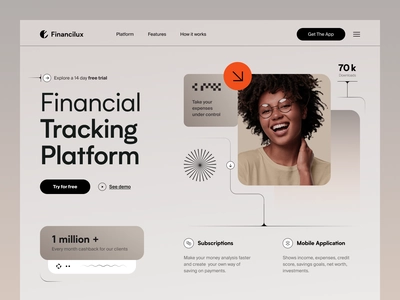 Financilux
Platform
Features
How it works
Get The App
Explore a 14 day free trial
Financial
Tracking
Platform
Try for free
See demo
Take your
expenses
under control
70 k
1 million +
Every month cashback for our clients
Subscriptions
Make your money analysis faster
and create your own way of
saving on payments.
Mobile Application
Shows income, expenses, credit
score, savings goals, net worth,
investments.